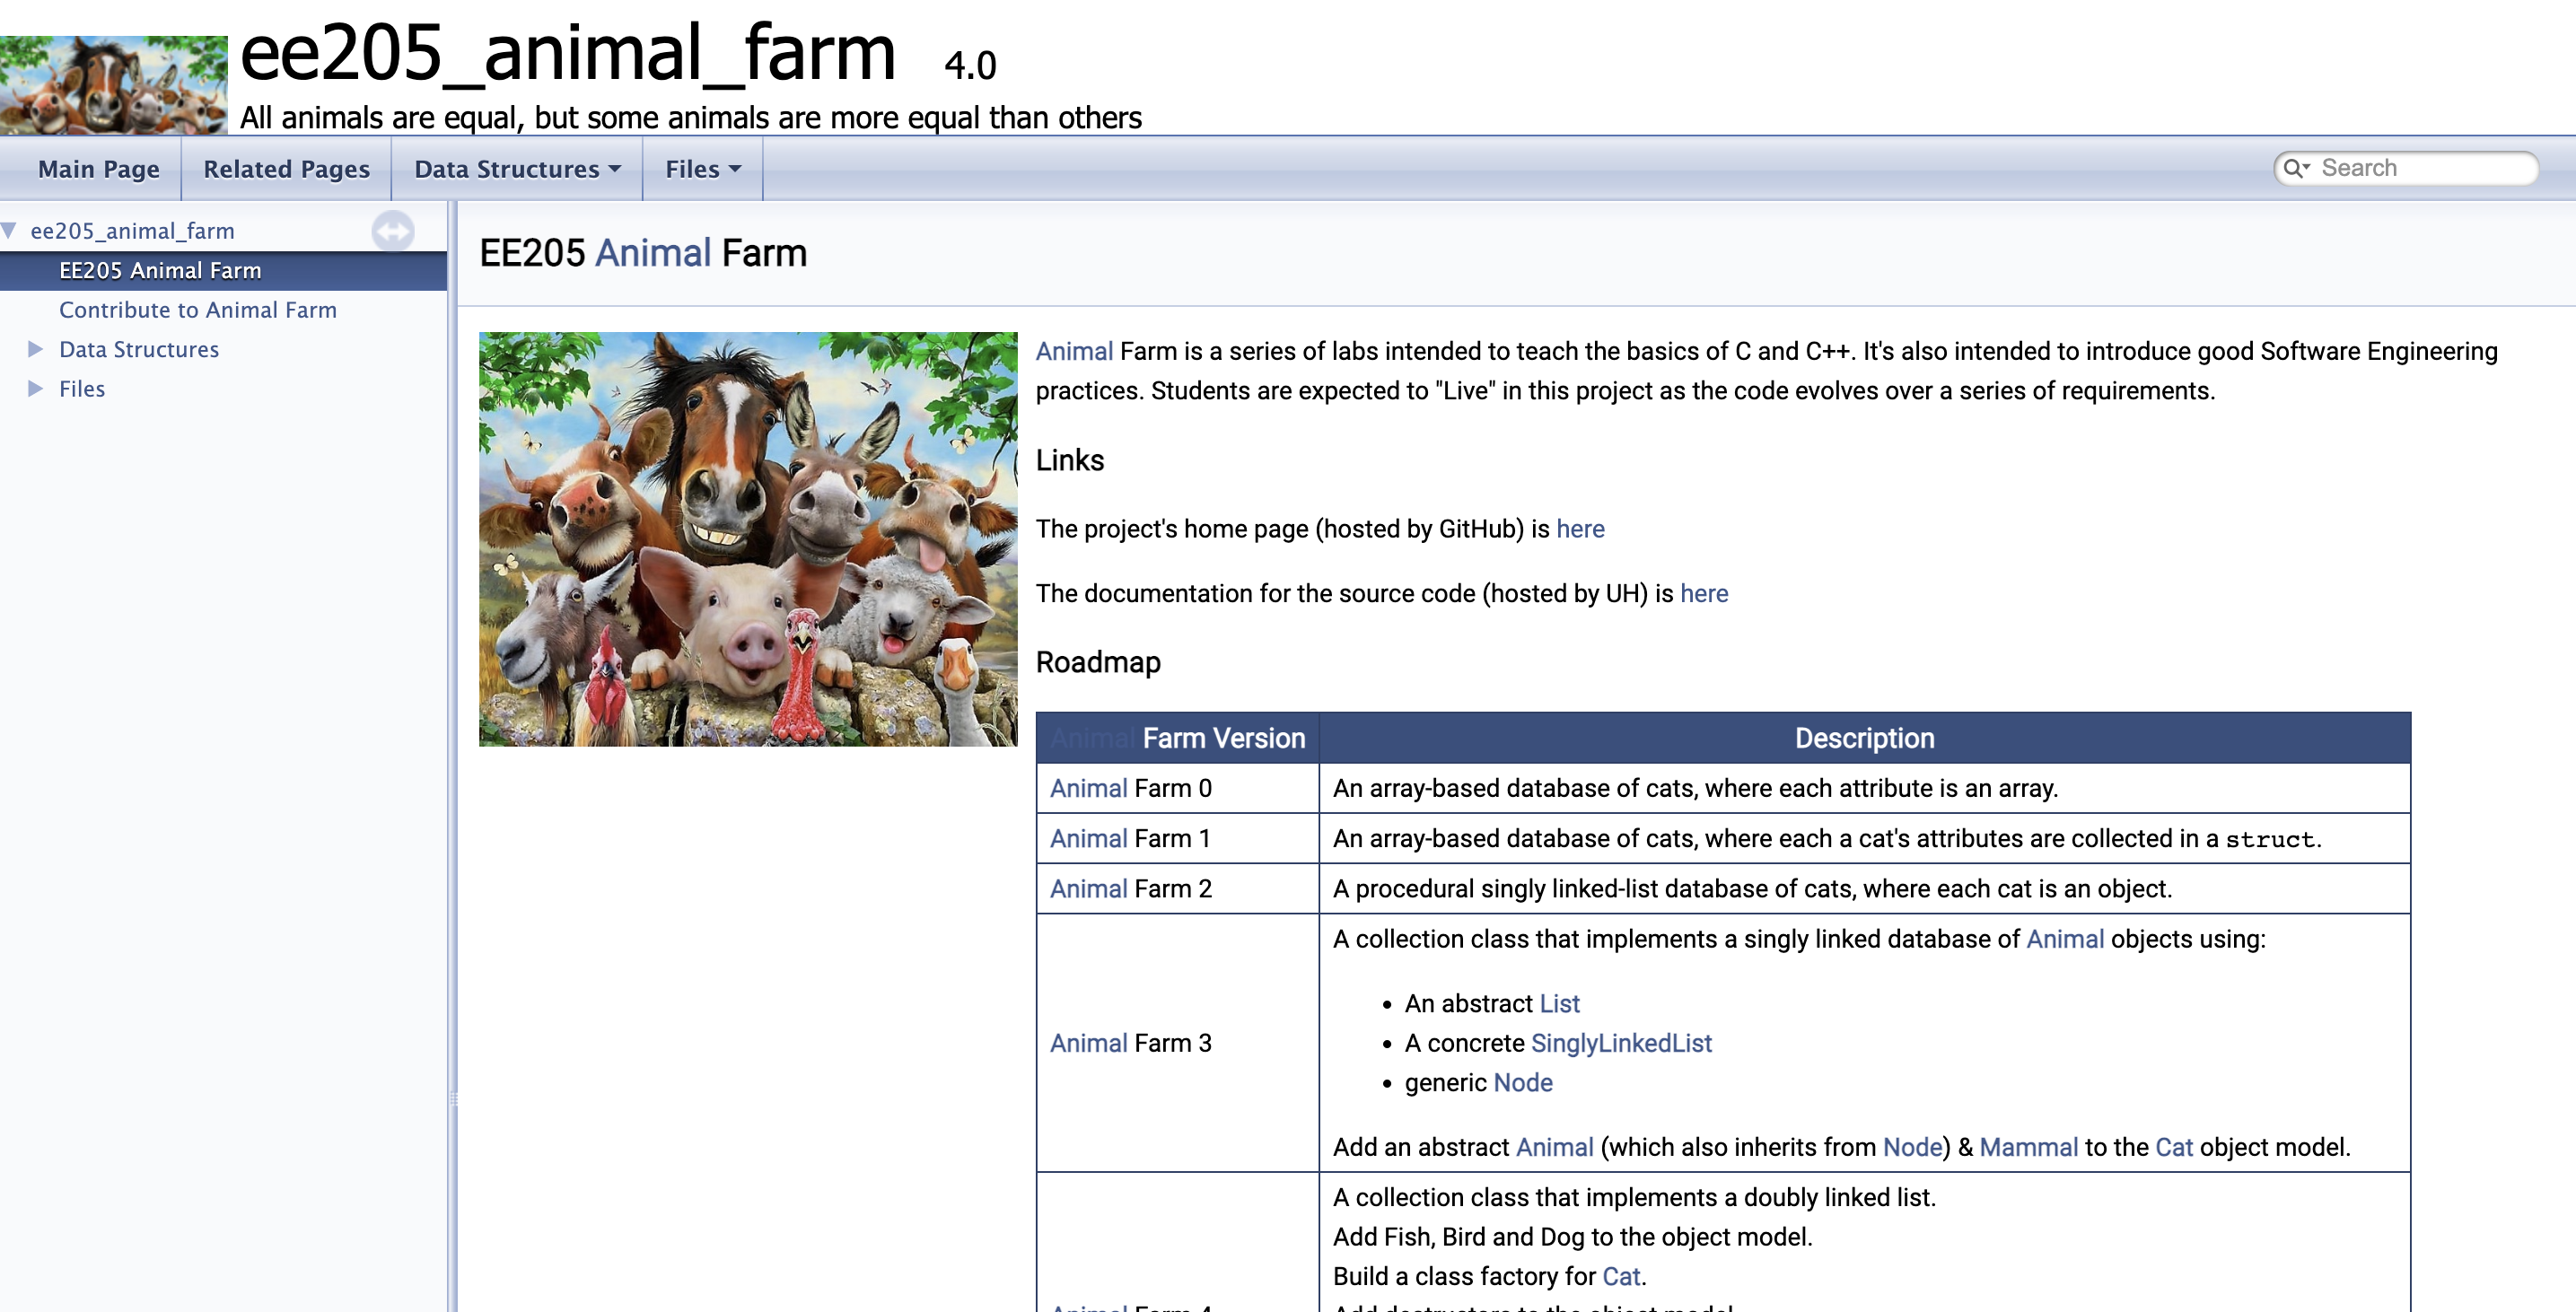 ee205_animal_farm 4.0
All animals are equal, but some animals are more equal than others
Main Page Related Pages Data Structures Files Search
ee205_animal_farm
EE205 Animal Farm
Contribute to Animal Farm
Data Structures
Files
EE205 Animal Farm
Animal Farm is a series of labs intended to teach the basics of C and C++. It's also intended to introduce good Software Engineering
practices. Students are expected to "Live" in this project as the code evolves over a series of requirements.
Links
The project's home page (hosted by GitHub) is here
The documentation for the source code (hosted by UH) is here
Roadmap
Animal Farm Version Description
Animal Farm 0 An array-based database of cats, where each attribute is an array.
Animal Farm 1 An array-based database of cats, where each a cat's attributes are collected in a struct.
Animal Farm 2 A procedural singly linked-list database of cats, where each cat is an object.
Animal Farm 3
A collection class that implements a singly linked database of Animal objects using:
• An abstract List
• A concrete SinglyLinkedList
• generic Node
Add an abstract Animal (which also inherits from Node) & Mammal to the Cat object model.
A collection class that implements a doubly linked list.
Add Fish, Bird and Dog to the object model.
Build a class factory for Cat.
Animal Farm 4 Add destructors to the object model